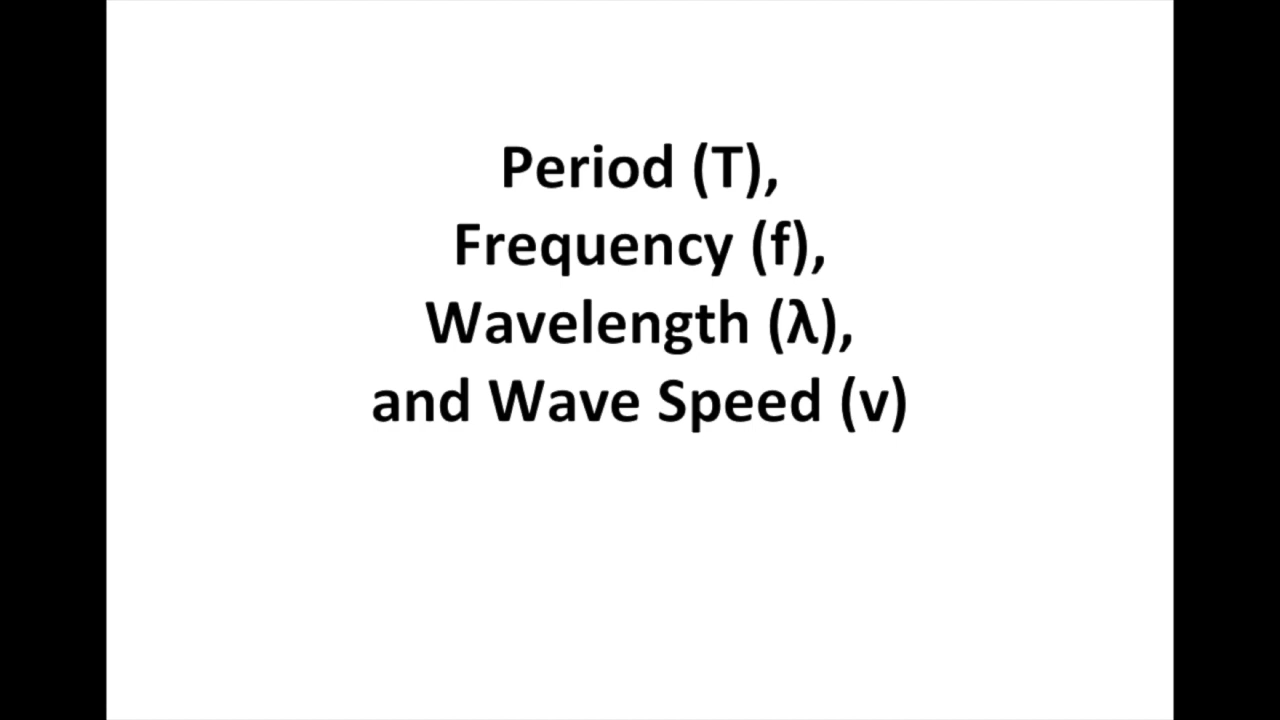 Period (T),
Frequency (f),
Wavelength (λ),
and Wave Speed (v)